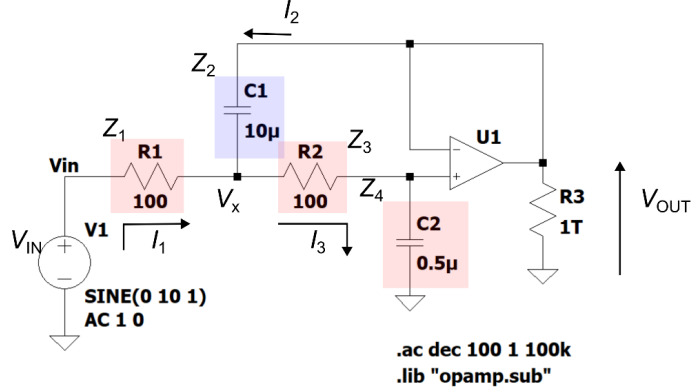 I2
Z2
C1
10µ
Z1
R1
100
Vin
Vx
R2
100
Z3
Z4
U1
R3
1T
VOUT
C2
0.5µ
VIN
V1
I1
I3
SINE(0 10 1)
AC 1 0
.ac dec 100 1 100k
.lib "opamp.sub"